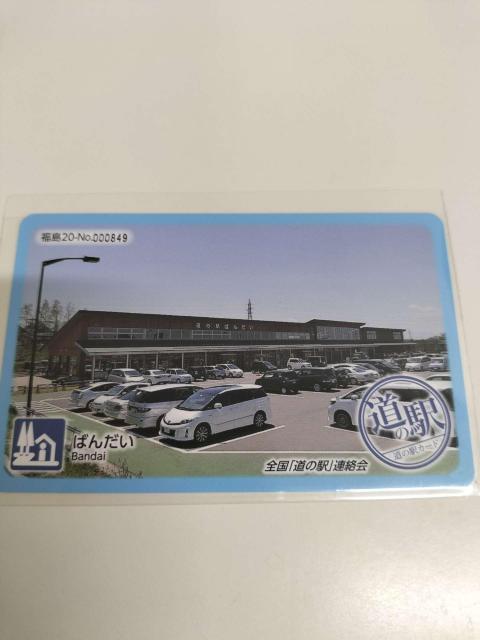 福島20-No.000849
道の駅ばんだい
ばんだい
Bandai
全国「道の駅」連絡会
道の駅
道の駅カード